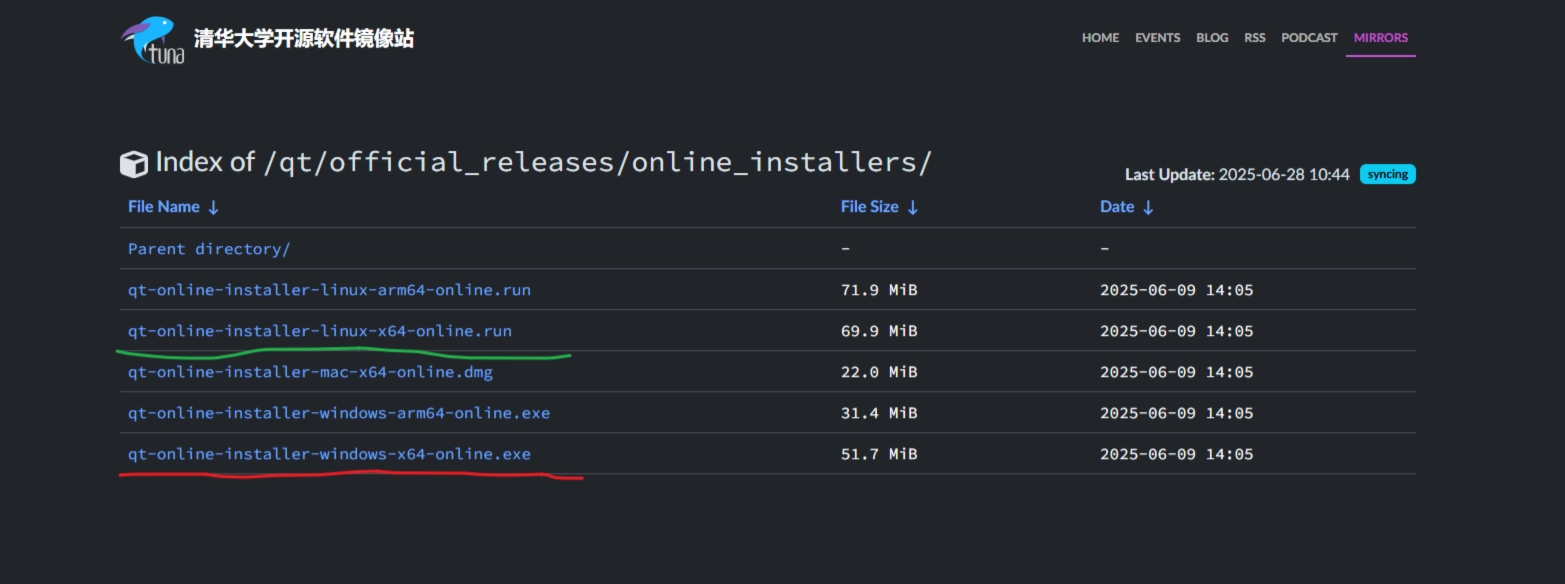 tuna 清华大学开源软件镜像站 HOME EVENTS BLOG RSS PODCAST MIRRORS
Index of /qt/official_releases/online_installers/
Last Update: 2025-06-28 10:44 syncing
File Name ↓ File Size ↓ Date ↓
Parent directory/ - -
qt-online-installer-linux-arm64-online.run 71.9 MiB 2025-06-09 14:05
qt-online-installer-linux-x64-online.run 69.9 MiB 2025-06-09 14:05
qt-online-installer-mac-x64-online.dmg 22.0 MiB 2025-06-09 14:05
qt-online-installer-windows-arm64-online.exe 31.4 MiB 2025-06-09 14:05
qt-online-installer-windows-x64-online.exe 51.7 MiB 2025-06-09 14:05